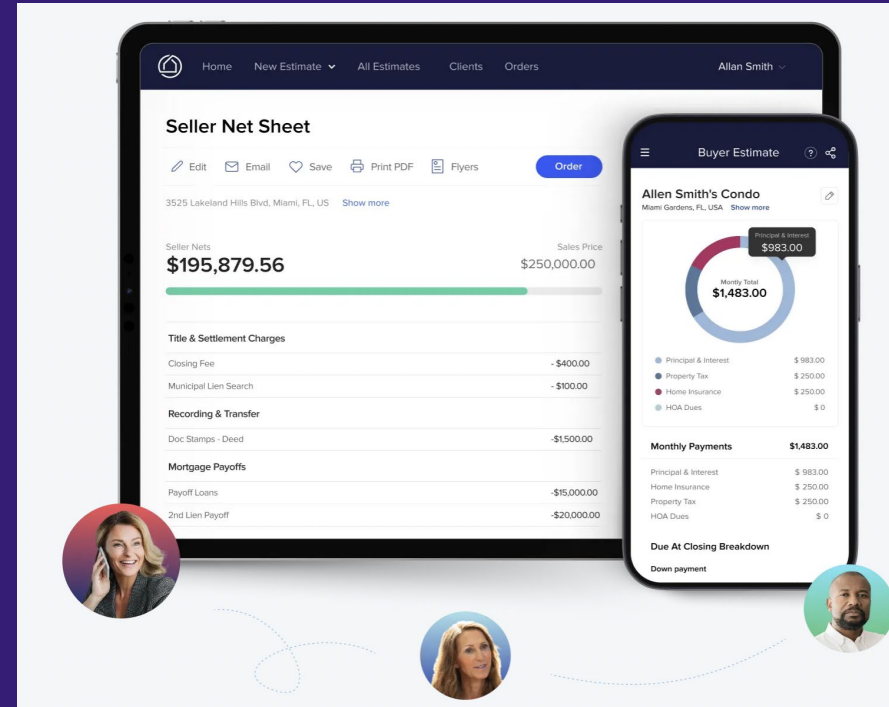 Home New Estimate All Estimates Clients Orders Allan Smith
Seller Net Sheet
Edit Email Save Print PDF Flyers Order
3525 Lakeland Hills Blvd, Miami, FL, US Show more
Seller Nets Sales Price
$195,879.56 $250,000.00
Title & Settlement Charges
Closing Fee - $400.00
Municipal Lien Search - $100.00
Recording & Transfer
Doc Stamps - Deed -$1,500.00
Mortgage Payoffs
Payoff Loans -$15,000.00
2nd Lien Payoff -$20,000.00
Buyer Estimate ?
Allen Smith's Condo
Miami Gardens, FL, USA Show more
Principal & Interest
$983.00
Montly Total
$1,483.00
Principal & Interest $ 983.00
Property Tax $ 250.00
Home Insurance $ 250.00
HOA Dues $ 0
Monthly Payments $1,483.00
Principal & Interest $ 983.00
Home Insurance $ 250.00
Property Tax $ 250.00
HOA Dues $ 0
Due At Closing Breakdown
Down payment